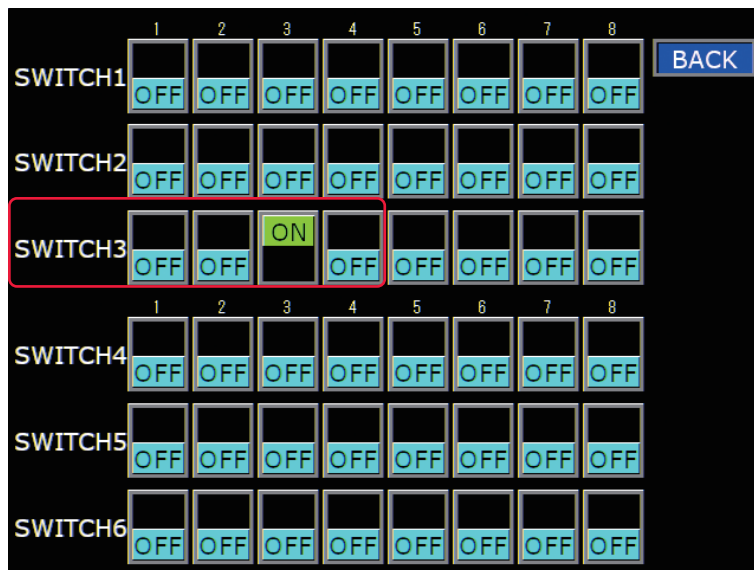 1 2 3 4 5 6 7 8
BACK
SWITCH1 OFF OFF OFF OFF OFF OFF OFF OFF
SWITCH2 OFF OFF OFF OFF OFF OFF OFF OFF
SWITCH3 OFF OFF ON OFF OFF OFF OFF OFF
1 2 3 4 5 6 7 8
SWITCH4 OFF OFF OFF OFF OFF OFF OFF OFF
SWITCH5 OFF OFF OFF OFF OFF OFF OFF OFF
SWITCH6 OFF OFF OFF OFF OFF OFF OFF OFF